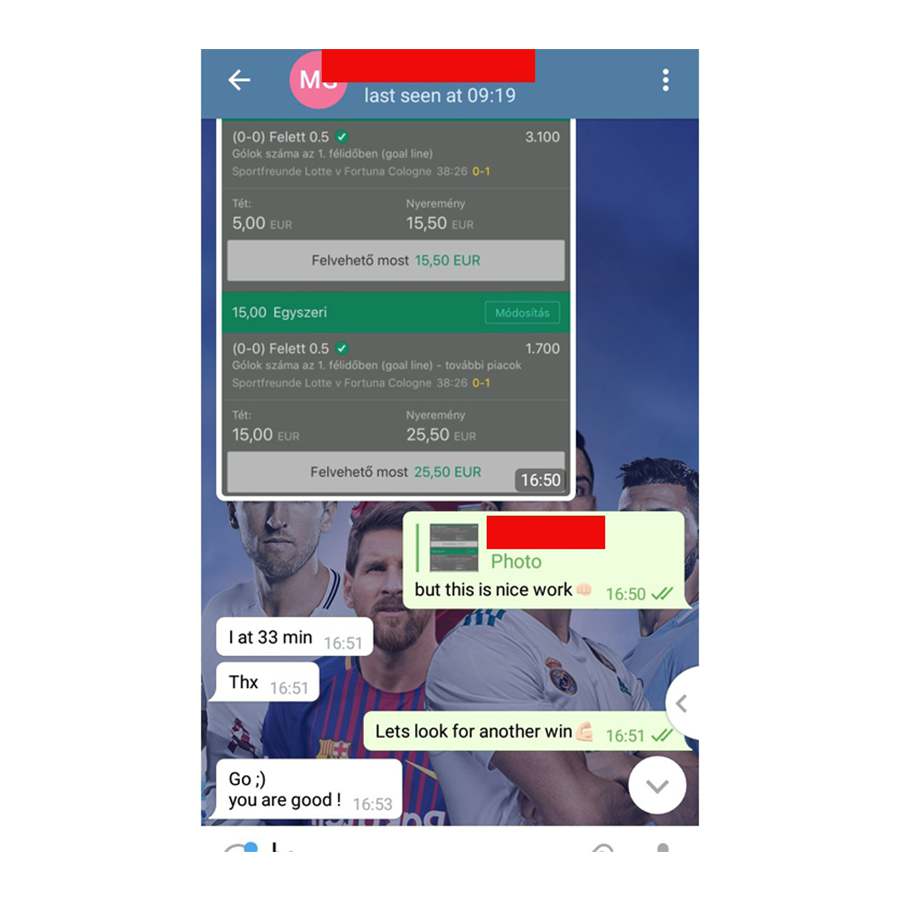 MS
last seen at 09:19
(0-0) Felett 0.5 3.100
Gólok száma az 1. félidőben (goal line)
Sportfreunde Lotte v Fortuna Cologne 38:26 0-1
Tét: Nyeremény
5,00 EUR 15,50 EUR
Felvehető most 15,50 EUR
15,00 Egyszeri Módosítás
(0-0) Felett 0.5 1.700
Gólok száma az 1. félidőben (goal line) - további piacok
Sportfreunde Lotte v Fortuna Cologne 38:26 0-1
Tét: Nyeremény
15,00 EUR 25,50 EUR
Felvehető most 25,50 EUR
16:50
Photo
but this is nice work👊🏻 16:50
I at 33 min 16:51
Thx 16:51
Lets look for another win💪🏻 16:51
Go ;)
you are good ! 16:53